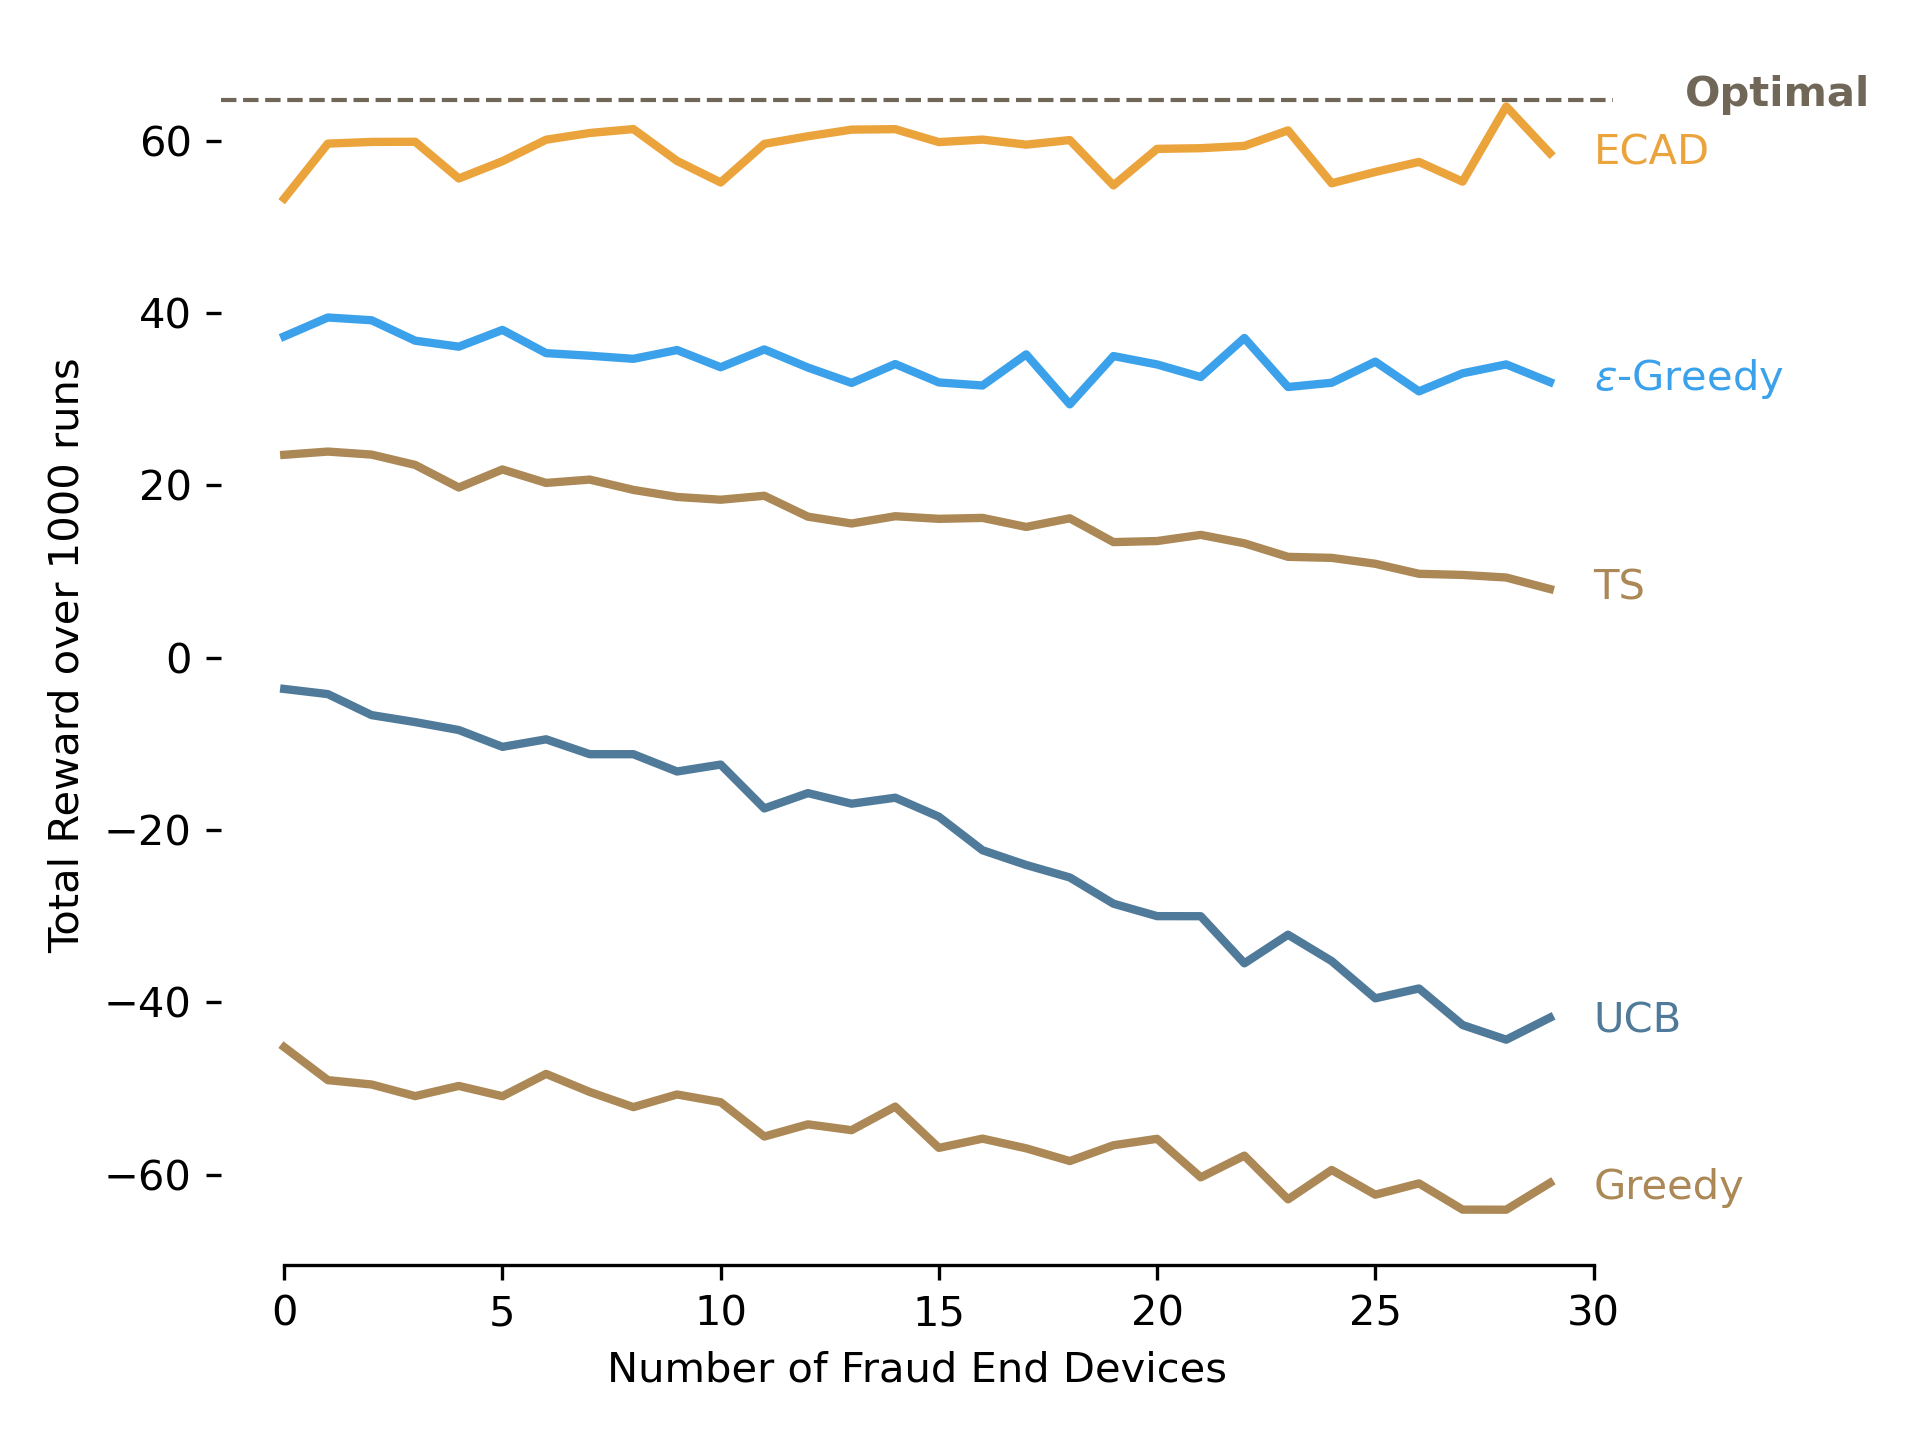 Optimal
60
ECAD
40
ε-Greedy
20
TS
0
−20
−40
UCB
−60
Greedy
Total Reward over 1000 runs
0 5 10 15 20 25 30
Number of Fraud End Devices